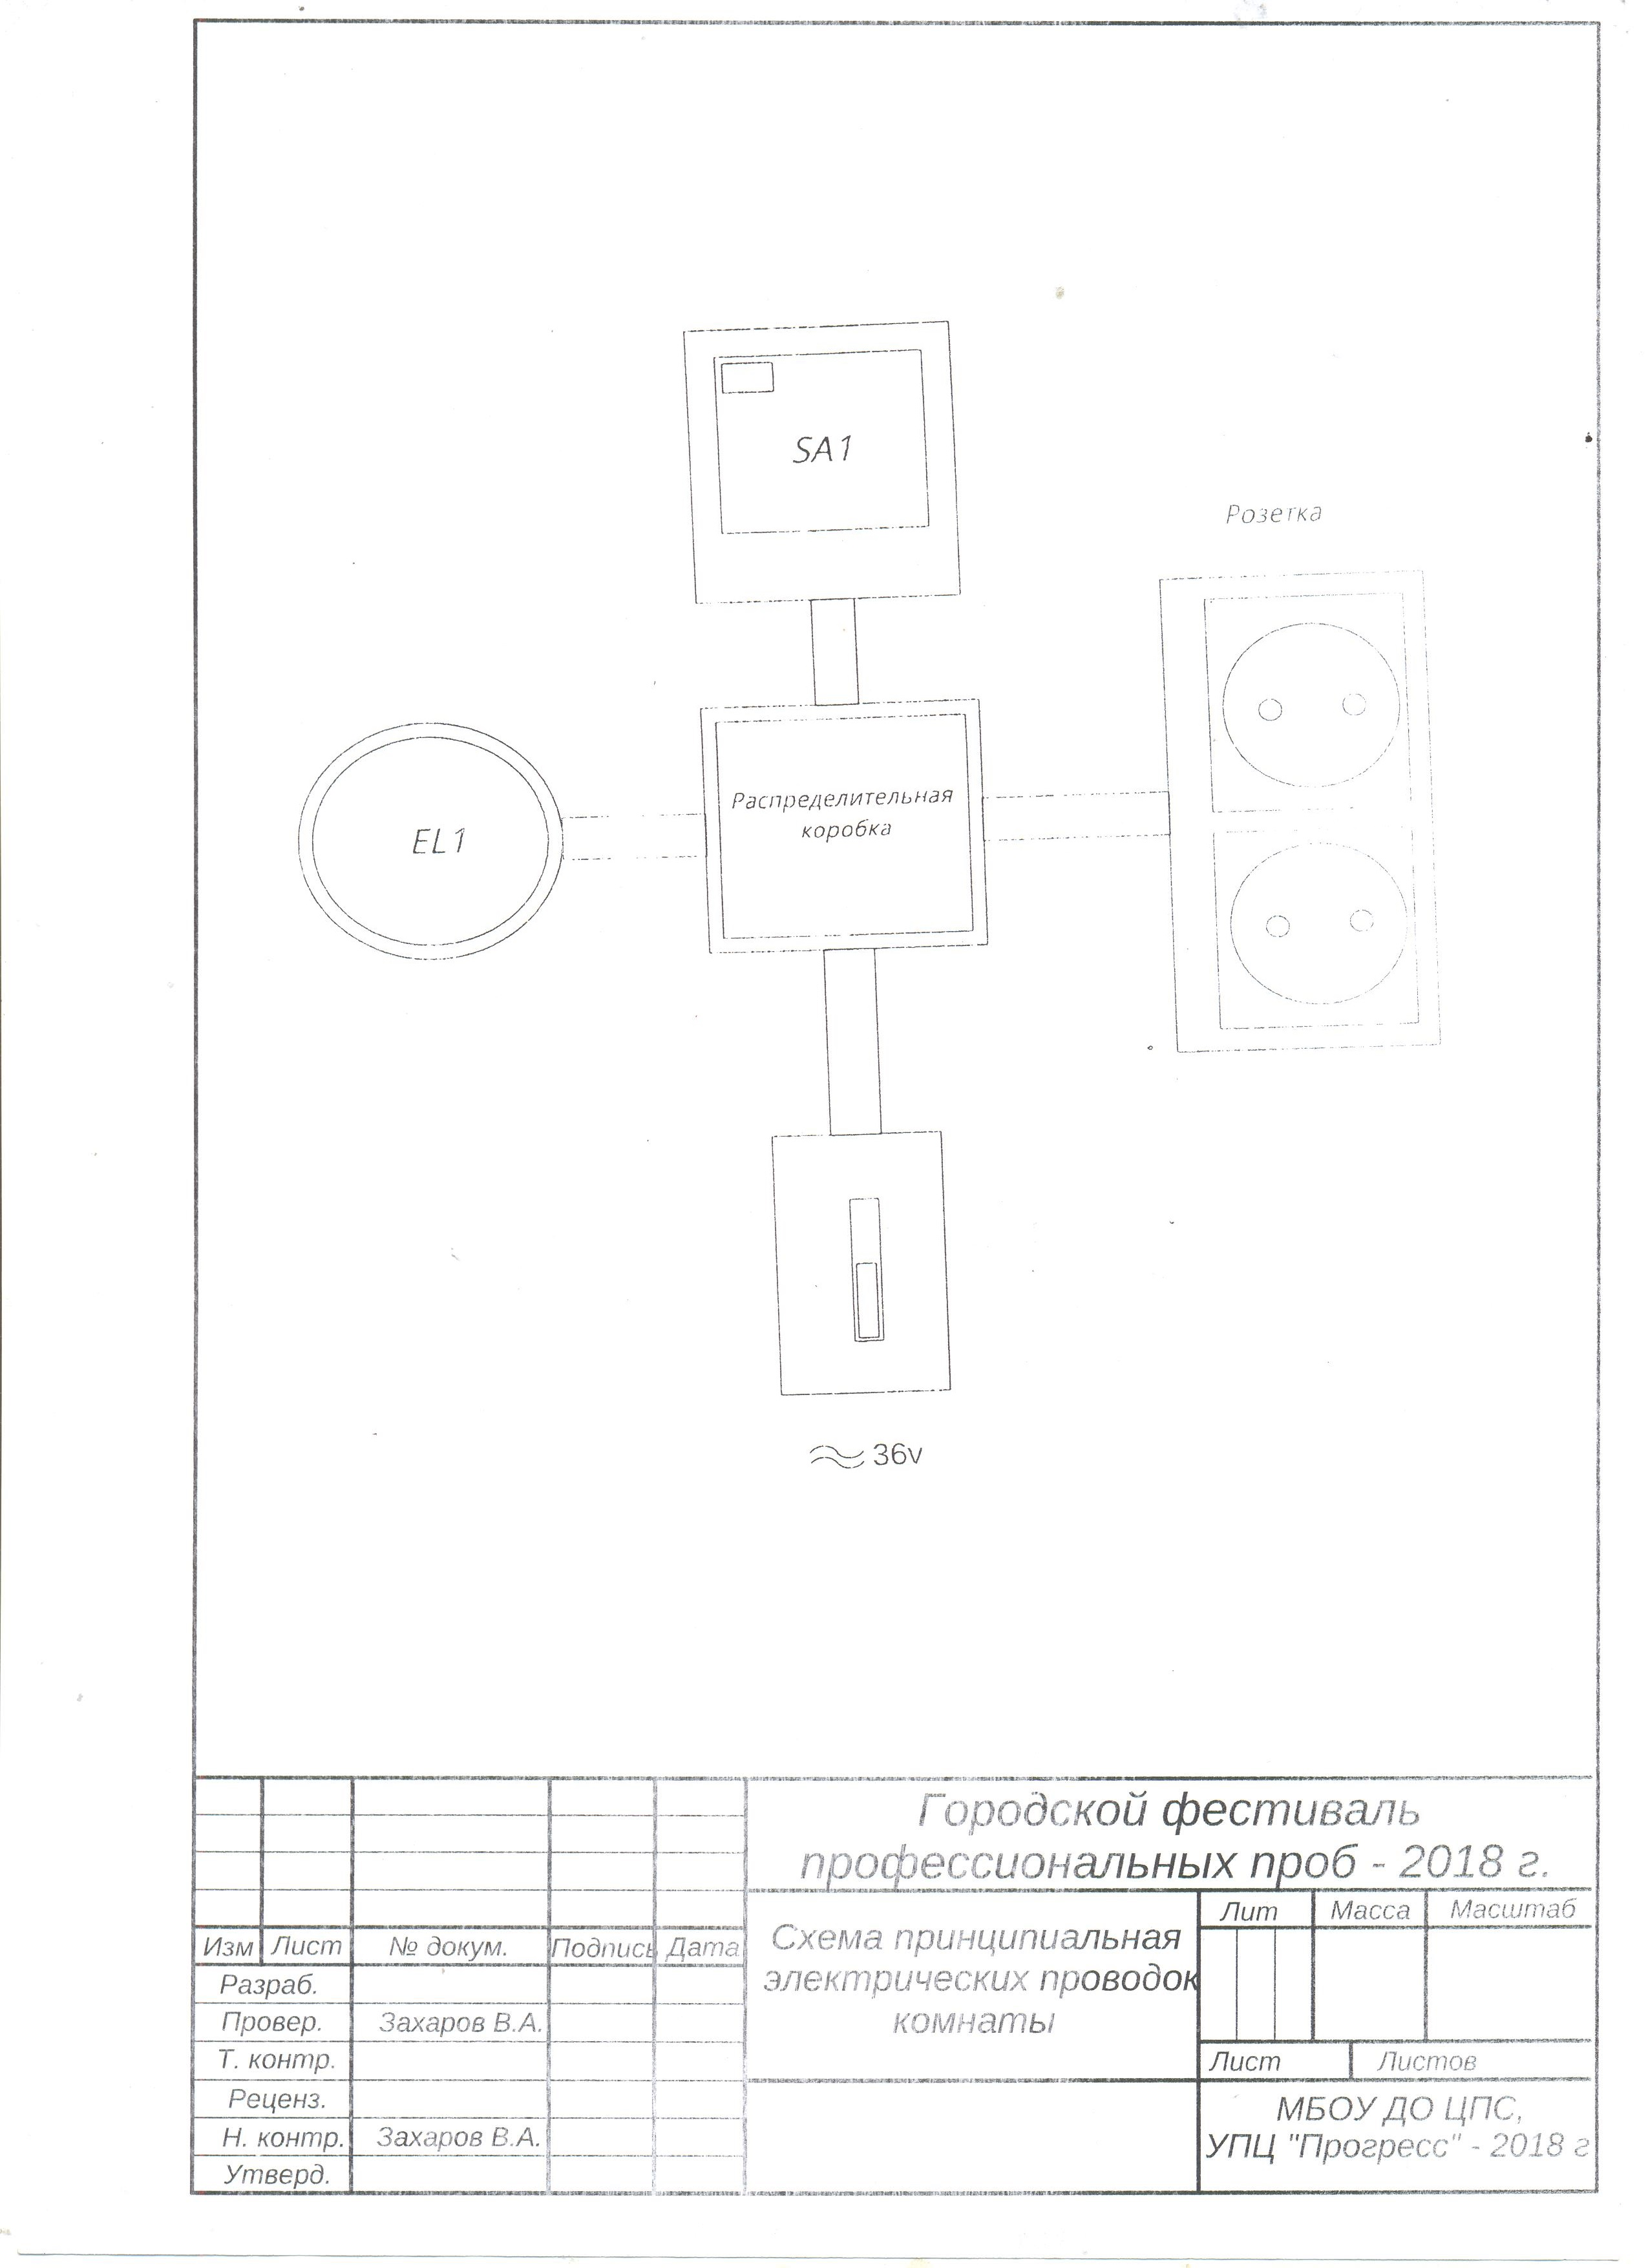 SA1
Розетка
Распределительная
коробка
EL1
36v
Городской фестиваль
профессиональных проб - 2018 г.
Схема принципиальная
электрических проводок
комнаты
Лит Масса Масштаб
Изм Лист № докум. Подпись Дата
Разраб.
Провер. Захаров В.А.
Т. контр.
Реценз.
Н. контр. Захаров В.А.
Утверд.
Лист Листов
МБОУ ДО ЦПС,
УПЦ "Прогресс" - 2018 г